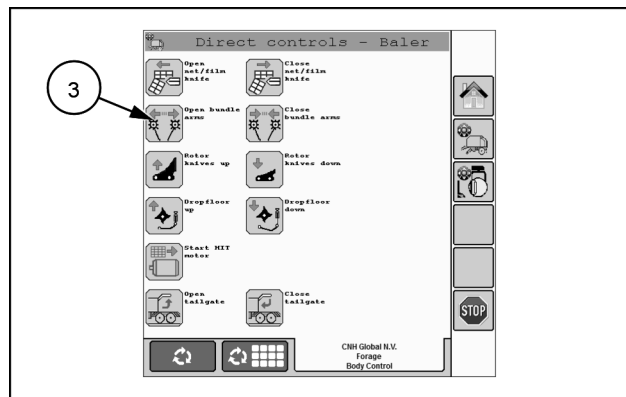 Direct controls - Baler
Open
net/film
knife
Close
net/film
knife
3
Open bundle
arms
Close
bundle arms
Rotor
knives up
Rotor
knives down
Dropfloor
up
Dropfloor
down
Start HIT
motor
Open
tailgate
Close
tailgate
STOP
CNH Global N.V.
Forage
Body Control